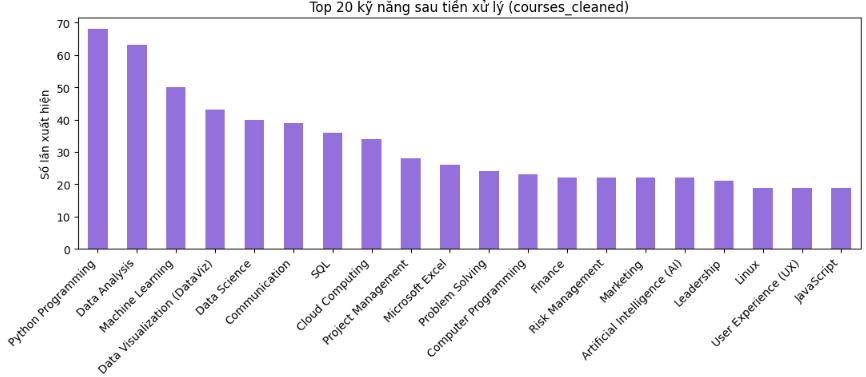 Top 20 kỹ năng sau tiền xử lý (courses_cleaned)
Số lần xuất hiện
70
60
50
40
30
20
10
0
Python Programming
Data Analysis
Machine Learning
Data Visualization (DataViz)
Data Science
Communication
SQL
Cloud Computing
Project Management
Microsoft Excel
Problem Solving
Computer Programming
Finance
Risk Management
Marketing
Artificial Intelligence (AI)
Leadership
Linux
User Experience (UX)
JavaScript